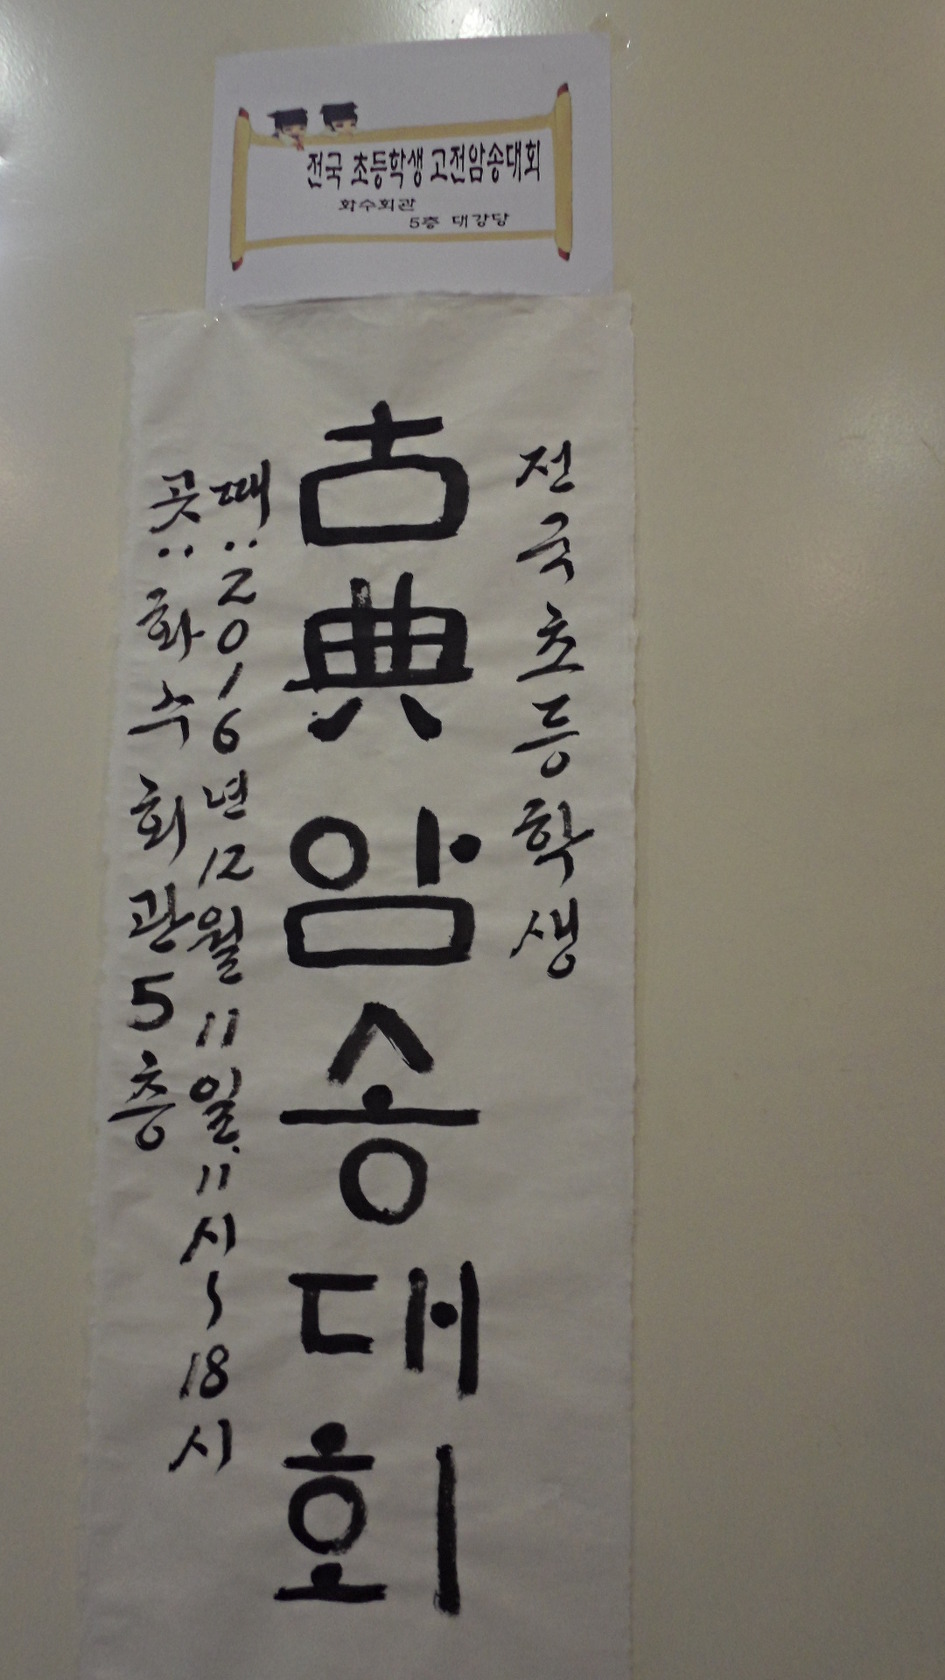 전국 초등학생 고전암송대회
화수회관
5층 대강당
전국초등학생
古典암송대회
때:2016년12월11일.11시~18시
곳:화수회관5층